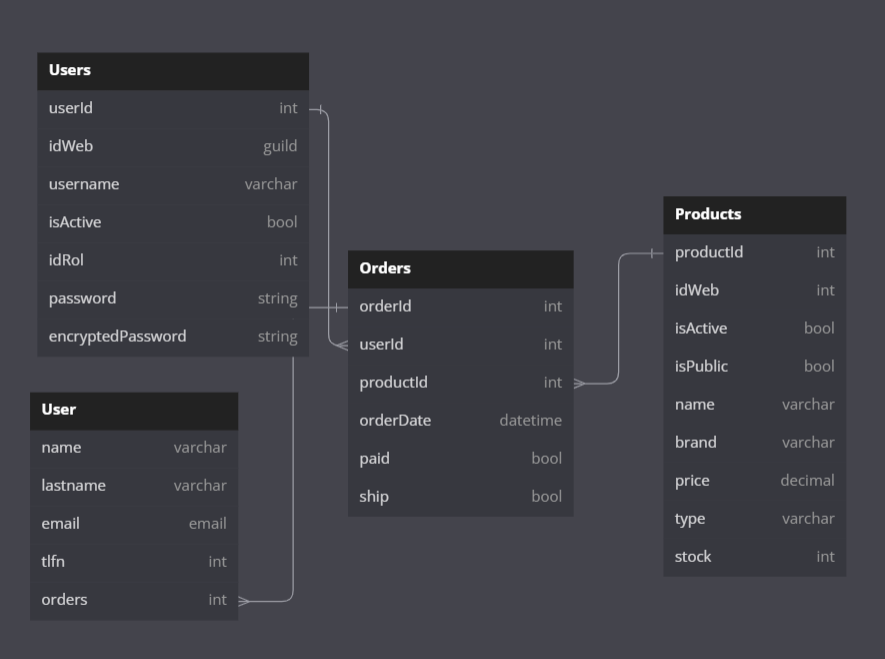 Users
userId int
idWeb guild
username varchar
isActive bool
idRol int
password string
encryptedPassword string
User
name varchar
lastname varchar
email email
tlfn int
orders int
Orders
orderId int
userId int
productId int
orderDate datetime
paid bool
ship bool
Products
productId int
idWeb int
isActive bool
isPublic bool
name varchar
brand varchar
price decimal
type varchar
stock int